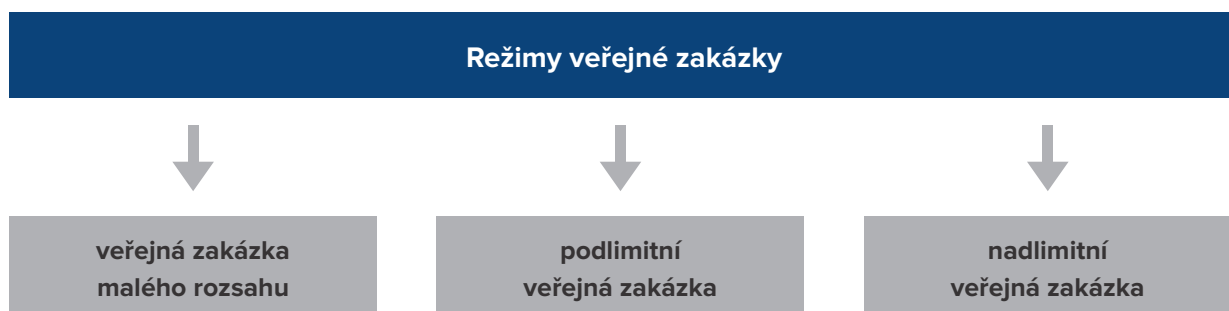 Režimy veřejné zakázky
veřejná zakázka
malého rozsahu
podlimitní
veřejná zakázka
nadlimitní
veřejná zakázka